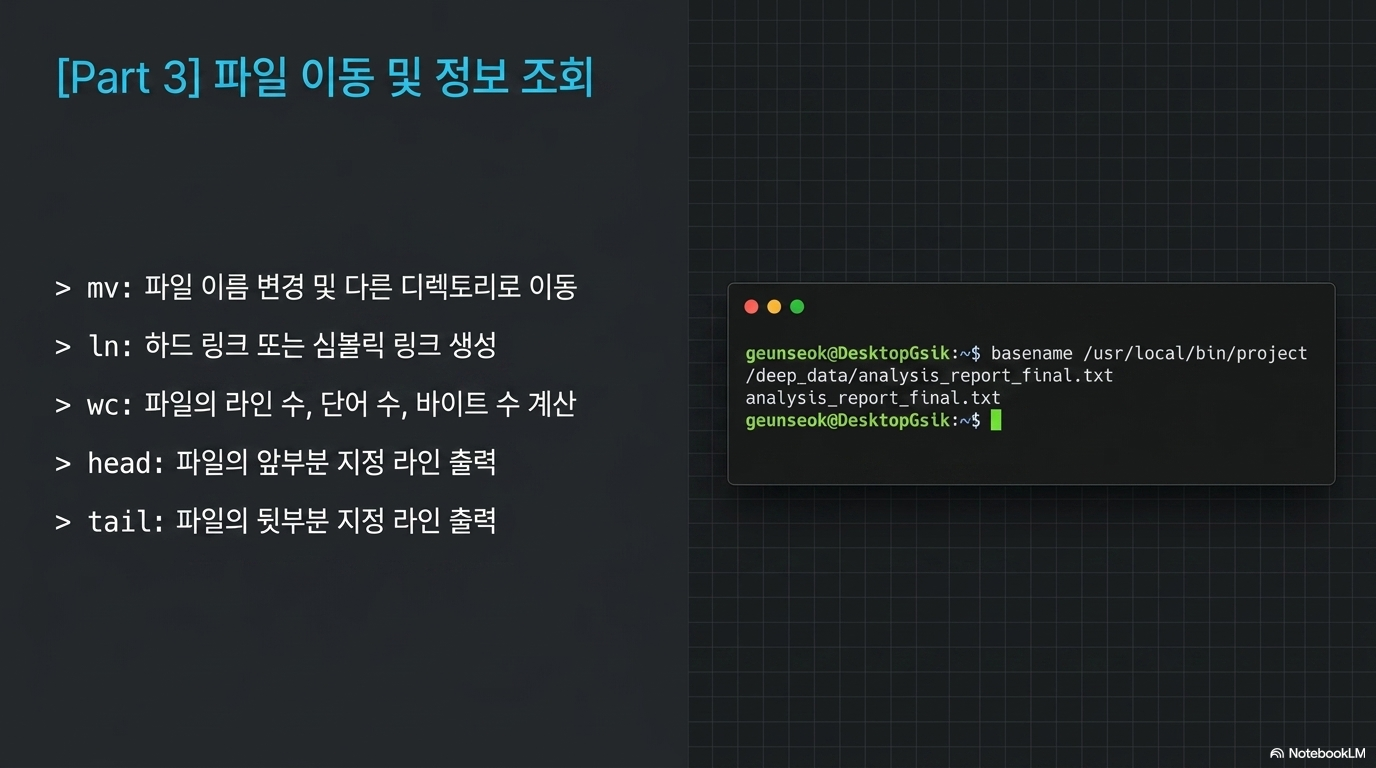 [Part 3] 파일 이동 및 정보 조회
> mv: 파일 이름 변경 및 다른 디렉토리로 이동
> ln: 하드 링크 또는 심볼릭 링크 생성
> wc: 파일의 라인 수, 단어 수, 바이트 수 계산
> head: 파일의 앞부분 지정 라인 출력
> tail: 파일의 뒷부분 지정 라인 출력
geunseok@DesktopGsik:~$ basename /usr/local/bin/project
/deep_data/analysis_report_final.txt
analysis_report_final.txt
geunseok@DesktopGsik:~$
NotebookLM